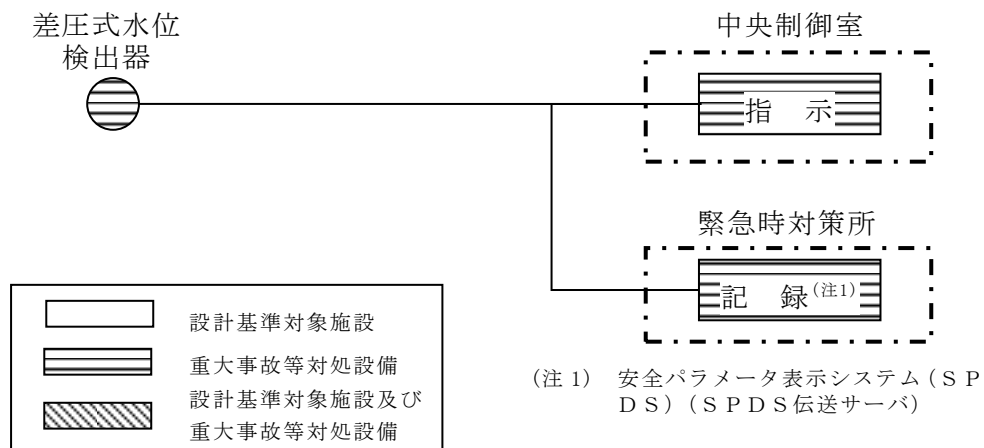 差圧式水位
検出器
中央制御室
指　示
緊急時対策所
記　録(注1)
設計基準対象施設
重大事故等対処設備
設計基準対象施設及び
重大事故等対処設備
(注 1)　安全パラメータ表示システム（ＳＰ
ＤＳ）（ＳＰＤＳ伝送サーバ）